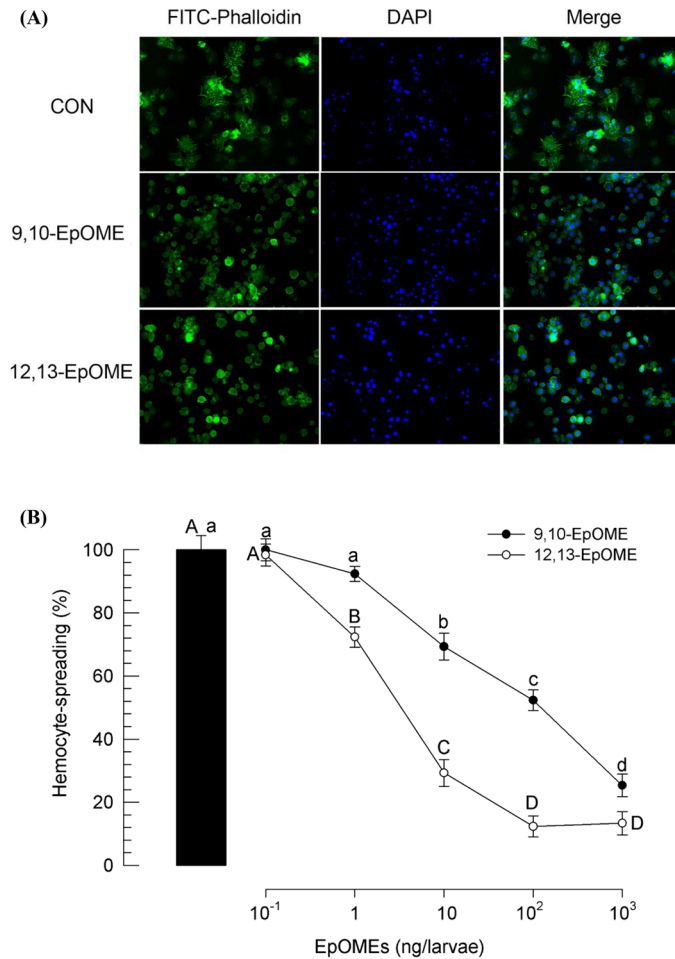 (A)
FITC-Phalloidin DAPI Merge
CON
9,10-EpOME
12,13-EpOME
(B)
A a
a
A
a
B
b
C
c
D
d
D
9,10-EpOME
12,13-EpOME
Hemocyte-spreading (%)
100
80
60
40
20
0
10⁻¹ 1 10 10² 10³
EpOMEs (ng/larvae)